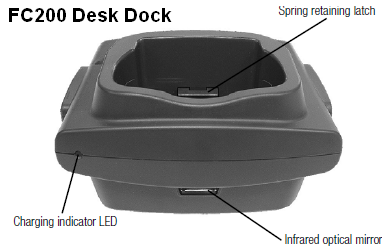 FC200 Desk Dock
Spring retaining latch
Charging indicator LED
Infrared optical mirror